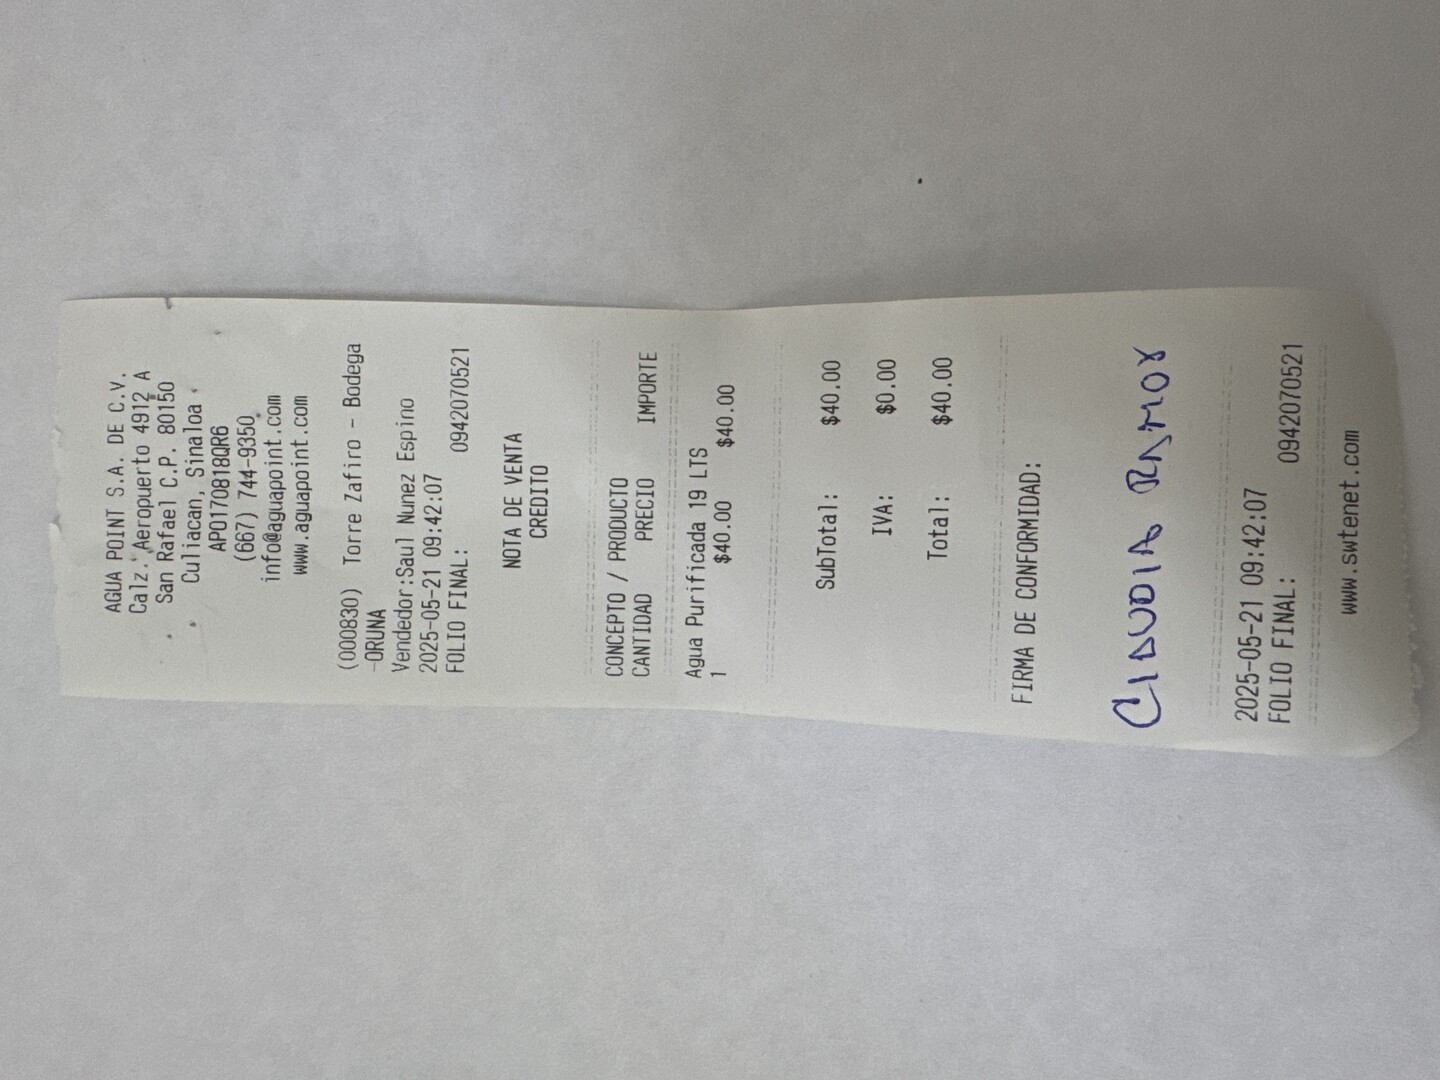 AGUA POINT S.A. DE C.V.
Calz. Aeropuerto 4912 A
San Rafael C.P. 80150
Culiacan, Sinaloa
APO170818QR6
(667) 744-9350
info@aguapoint.com
www.aguapoint.com
(000830) Torre Zafiro - Bodega
-ORUNA
Vendedor:Saul Nunez Espino
2025-05-21 09:42:07
FOLIO FINAL: 0942070521
NOTA DE VENTA
CREDITO
CONCEPTO / PRODUCTO
CANTIDAD PRECIO IMPORTE
Agua Purificada 19 LTS
1 $40.00 $40.00
SubTotal: $40.00
IVA: $0.00
Total: $40.00
FIRMA DE CONFORMIDAD:
CLAUDIA RAMOX
2025-05-21 09:42:07
FOLIO FINAL: 0942070521
www.swtenet.com